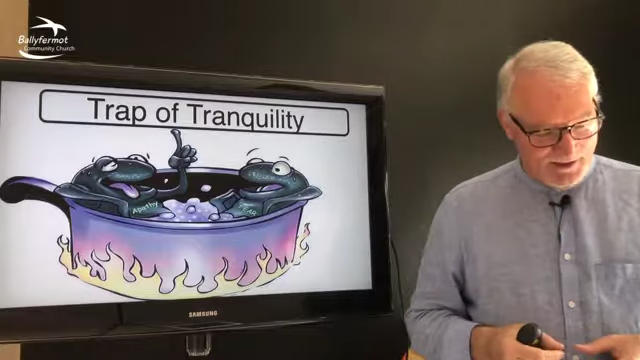 Ballyfermot
Community Church
Trap of Tranquility
Apathy
SAMSUNG